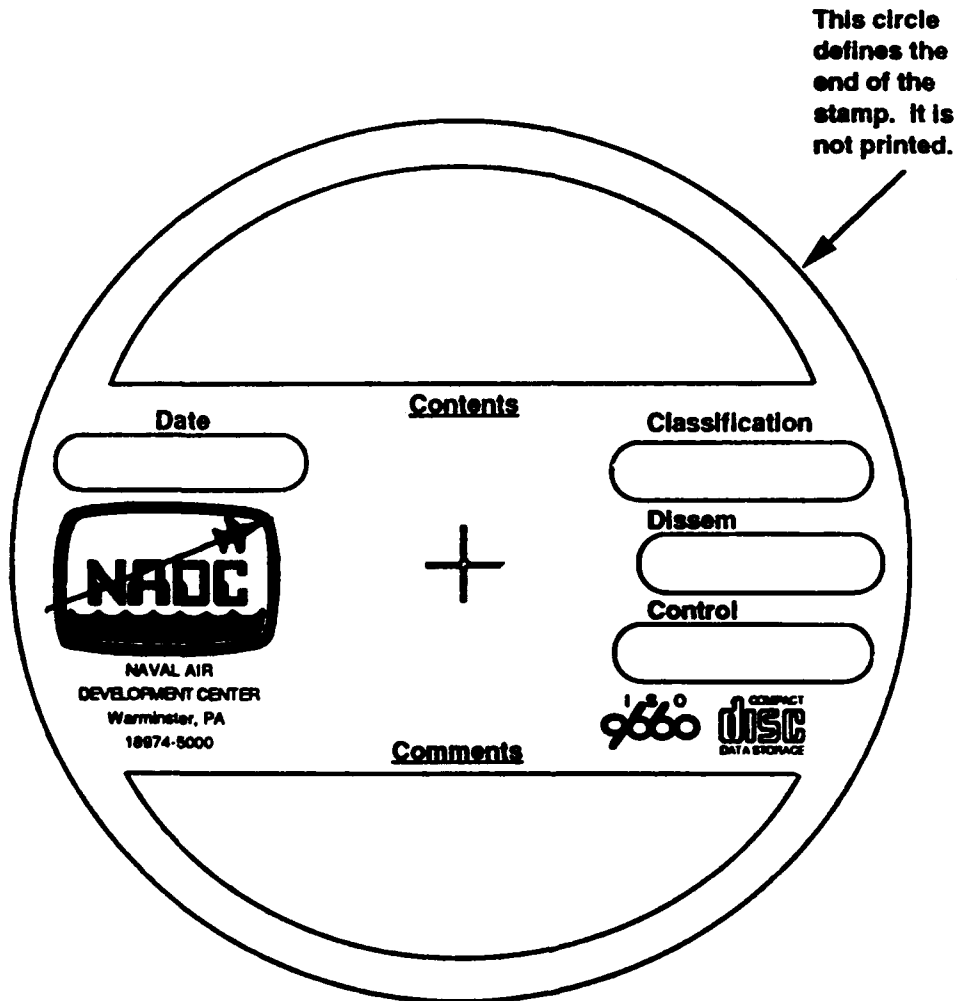 This circle
defines the
end of the
stamp. It is
not printed.
Contents
Date
Classification
Dissem
NADC
Control
NAVAL AIR
DEVELOPMENT CENTER
Warminster, PA
18974-5000
ISO
9660
COMPACT
disc
DATA STORAGE
Comments